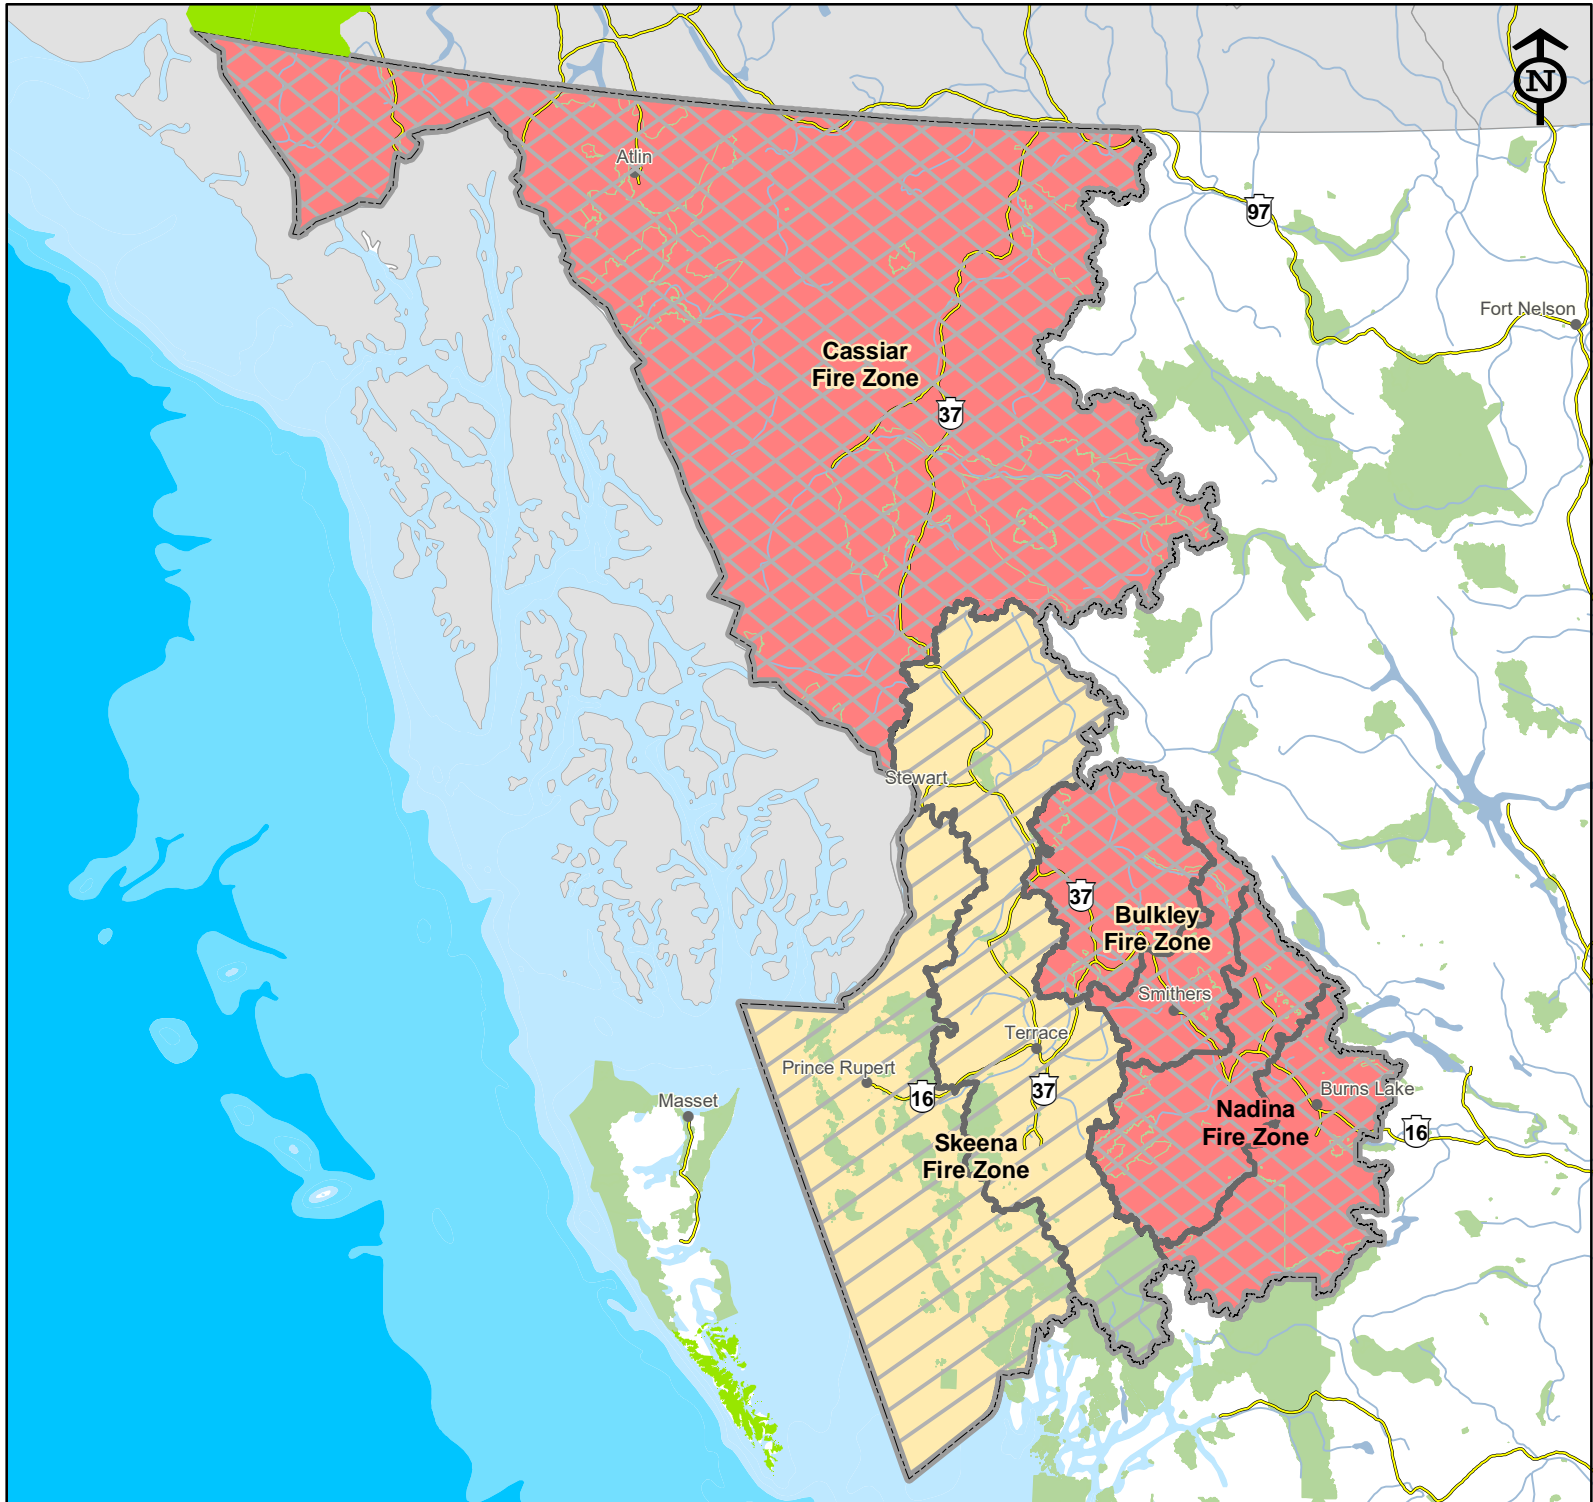 N
Atlin
97
Fort Nelson
Cassiar
Fire Zone
37
Stewart
37
Bulkley
Fire Zone
Smithers
Terrace
Prince Rupert
16
37
Masset
Burns Lake
Nadina
Fire Zone
16
Skeena
Fire Zone